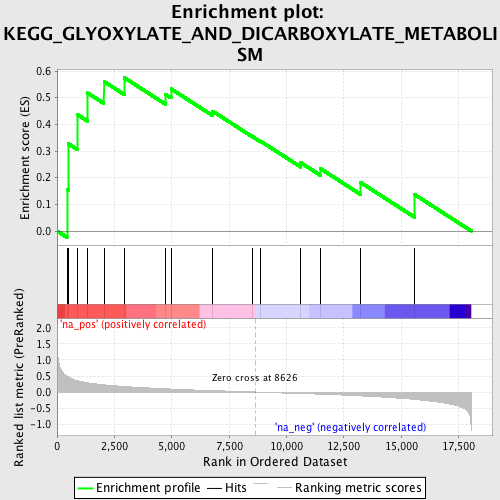 Enrichment plot:
KEGG_GLYOXYLATE_AND_DICARBOXYLATE_METABOLI
SM
Enrichment score (ES)
0.6
0.5
0.4
0.3
0.2
0.1
0.0
'na_pos' (positively correlated)
Ranked list metric (PreRanked)
2.0
1.5
1.0
0.5
0.0
-0.5
-1.0
Zero cross at 8626
'na_neg' (negatively correlated)
0
2,500
5,000
7,500
10,000
12,500
15,000
17,500
Rank in Ordered Dataset
Enrichment profile
Hits
Ranking metric scores